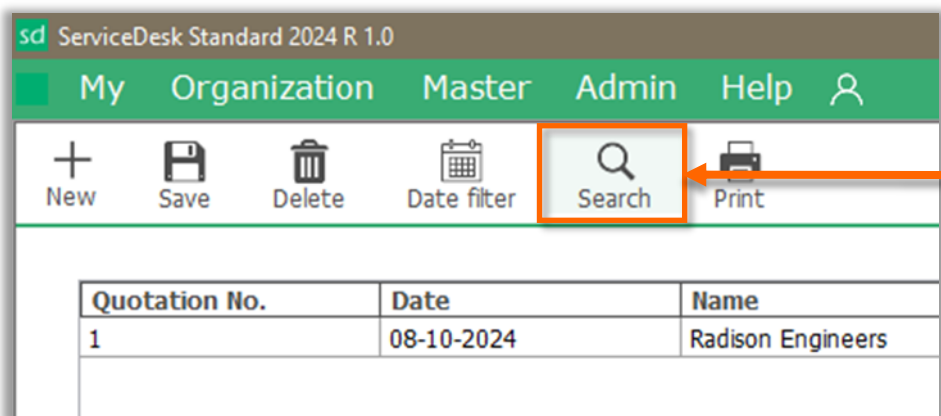 sd ServiceDesk Standard 2024 R 1.0
My Organization Master Admin Help
New Save Delete Date filter Search Print
Quotation No. Date Name
1 08-10-2024 Radison Engineers